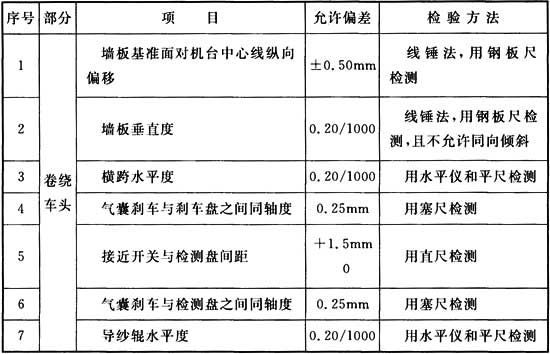 序号 部分 项 目 允许偏差 检验方法
1 墙板基准面对机台中心线纵向偏移 ±0.50mm 线锤法，用钢板尺检测
2 墙板垂直度 0.20/1000 线锤法，用钢板尺检测，且不允许同向倾斜
卷绕车头
3 横跨水平度 0.20/1000 用水平仪和平尺检测
4 气囊刹车与刹车盘之间同轴度 0.25mm 用塞尺检测
5 接近开关与检测盘间距 +1.5mm 0 用直尺检测
6 气囊刹车与检测盘之间同轴度 0.25mm 用塞尺检测
7 导纱辊水平度 0.20/1000 用水平仪和平尺检测